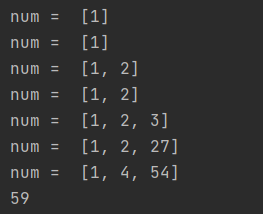 num =  [1]
num =  [1]
num =  [1, 2]
num =  [1, 2]
num =  [1, 2, 3]
num =  [1, 2, 27]
num =  [1, 4, 54]
59